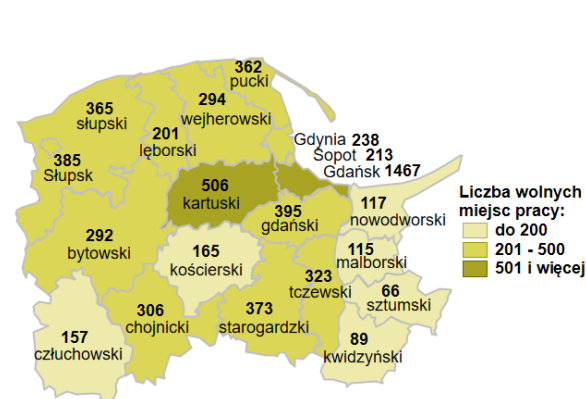 362
pucki
365
słupski
294
wejherowski
201
lęborski
Gdynia 238
Sopot 213
Gdańsk 1467
385
Słupsk
506
kartuski
395
gdański
117
nowodworski
Liczba wolnych
miejsc pracy:
do 200
201 - 500
501 i więcej
292
bytowski
165
kościerski
115
malborski
323
tczewski
66
sztumski
306
chojnicki
373
starogardzki
157
człuchowski
89
kwidzyński